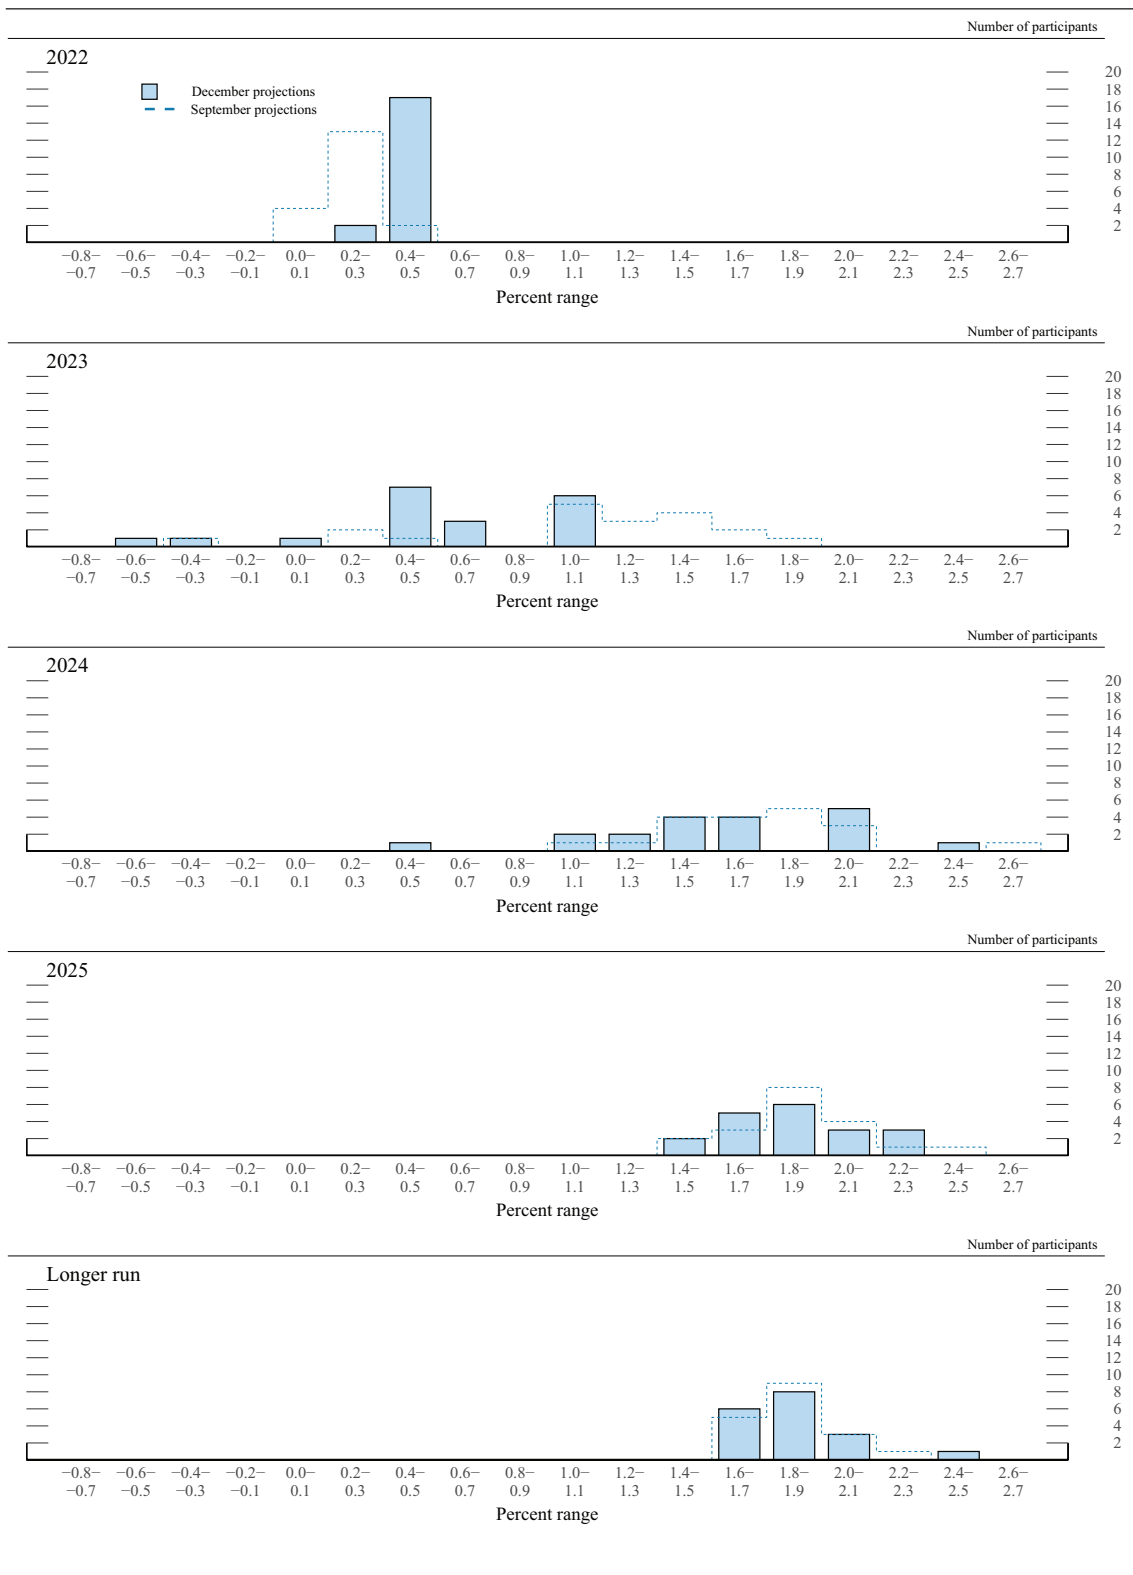 Number of participants
2022
December projections
September projections
20
18
16
14
12
10
8
6
4
2
−0.8− −0.6− −0.4− −0.2− 0.0− 0.2− 0.4− 0.6− 0.8− 1.0− 1.2− 1.4− 1.6− 1.8− 2.0− 2.2− 2.4− 2.6−
−0.7 −0.5 −0.3 −0.1 0.1 0.3 0.5 0.7 0.9 1.1 1.3 1.5 1.7 1.9 2.1 2.3 2.5 2.7
Percent range
Number of participants
2023
20
18
16
14
12
10
8
6
4
2
−0.8− −0.6− −0.4− −0.2− 0.0− 0.2− 0.4− 0.6− 0.8− 1.0− 1.2− 1.4− 1.6− 1.8− 2.0− 2.2− 2.4− 2.6−
−0.7 −0.5 −0.3 −0.1 0.1 0.3 0.5 0.7 0.9 1.1 1.3 1.5 1.7 1.9 2.1 2.3 2.5 2.7
Percent range
Number of participants
2024
20
18
16
14
12
10
8
6
4
2
−0.8− −0.6− −0.4− −0.2− 0.0− 0.2− 0.4− 0.6− 0.8− 1.0− 1.2− 1.4− 1.6− 1.8− 2.0− 2.2− 2.4− 2.6−
−0.7 −0.5 −0.3 −0.1 0.1 0.3 0.5 0.7 0.9 1.1 1.3 1.5 1.7 1.9 2.1 2.3 2.5 2.7
Percent range
Number of participants
2025
20
18
16
14
12
10
8
6
4
2
−0.8− −0.6− −0.4− −0.2− 0.0− 0.2− 0.4− 0.6− 0.8− 1.0− 1.2− 1.4− 1.6− 1.8− 2.0− 2.2− 2.4− 2.6−
−0.7 −0.5 −0.3 −0.1 0.1 0.3 0.5 0.7 0.9 1.1 1.3 1.5 1.7 1.9 2.1 2.3 2.5 2.7
Percent range
Number of participants
Longer run
20
18
16
14
12
10
8
6
4
2
−0.8− −0.6− −0.4− −0.2− 0.0− 0.2− 0.4− 0.6− 0.8− 1.0− 1.2− 1.4− 1.6− 1.8− 2.0− 2.2− 2.4− 2.6−
−0.7 −0.5 −0.3 −0.1 0.1 0.3 0.5 0.7 0.9 1.1 1.3 1.5 1.7 1.9 2.1 2.3 2.5 2.7
Percent range